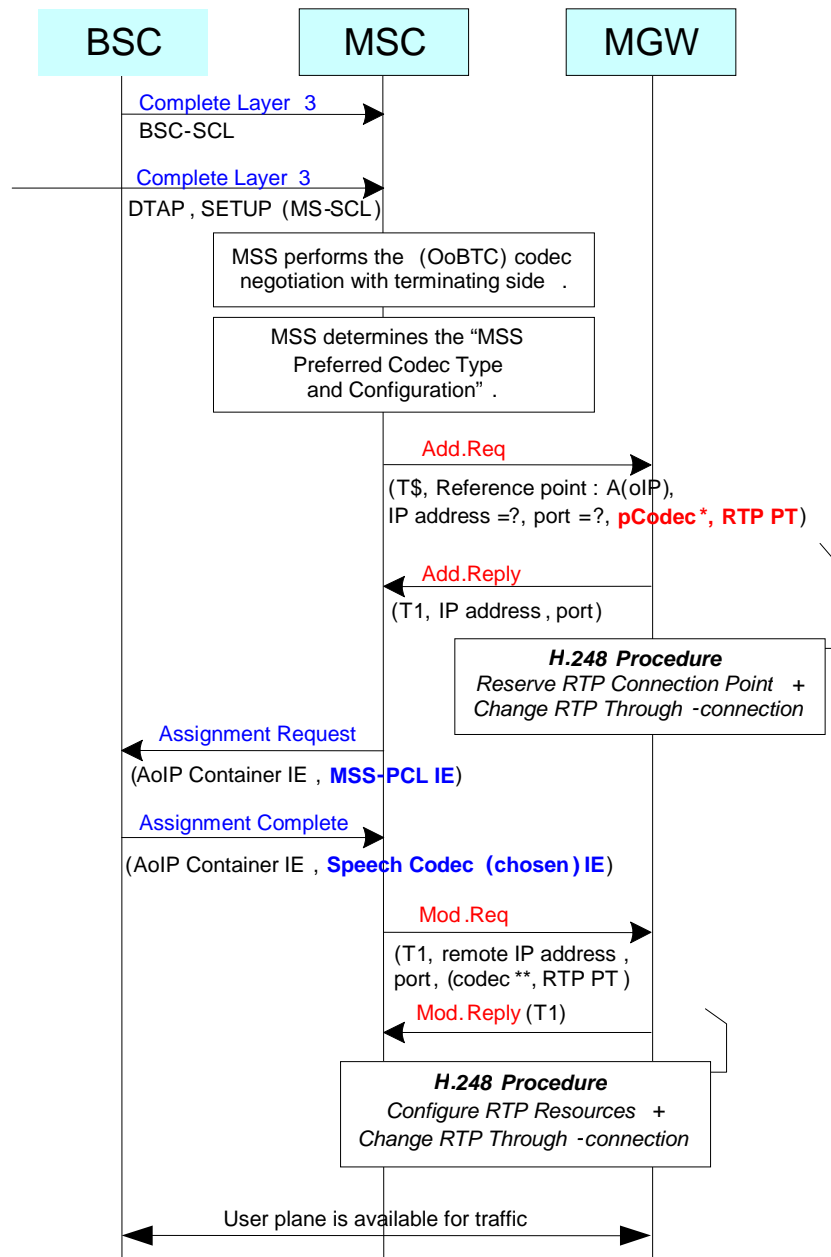 BSC
MSC
MGW
Complete Layer 3
BSC-SCL
Complete Layer 3
DTAP, SETUP (MS-SCL)
MSS performs the (OoBTC) codec
negotiation with terminating side .
MSS determines the “MSS
Preferred Codec Type
and Configuration” .
Add.Req
(T$, Reference point : A(oIP),
IP address =?, port =?, pCodec*, RTP PT)
Add.Reply
(T1, IP address, port)
H.248 Procedure
Reserve RTP Connection Point +
Change RTP Through -connection
Assignment Request
(AoIP Container IE , MSS-PCL IE)
Assignment Complete
(AoIP Container IE , Speech Codec (chosen) IE)
Mod.Req
(T1, remote IP address ,
port, (codec**, RTP PT )
Mod.Reply (T1)
H.248 Procedure
Configure RTP Resources +
Change RTP Through -connection
User plane is available for traffic